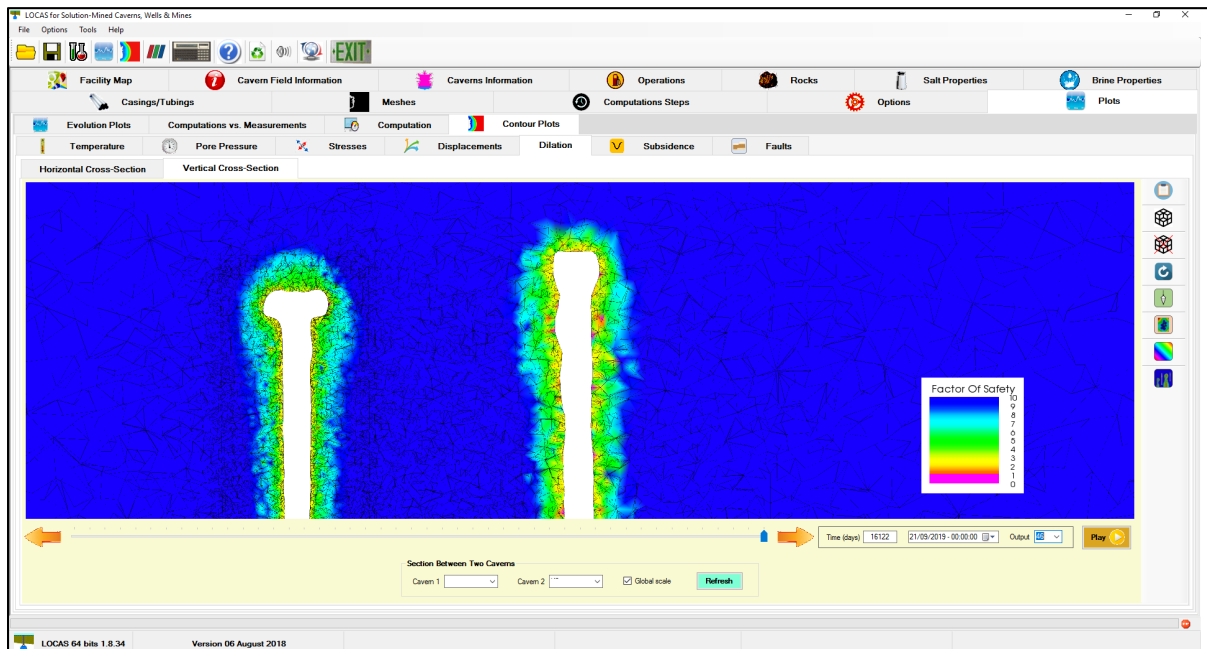 LOCAS for Solution-Mined Caverns, Wells & Mines
File Options Tools Help
EXIT
Facility Map Cavern Field Information Caverns Information Operations Rocks Salt Properties Brine Properties
Casings/Tubings Meshes Computations Steps Options Plots
Evolution Plots Computations vs. Measurements Computation Contour Plots
Temperature Pore Pressure Stresses Displacements Dilation Subsidence Faults
Horizontal Cross-Section Vertical Cross-Section
Factor Of Safety
10
9
8
7
6
5
4
3
2
1
0
Time (days) 16122 21/09/2019 - 00:00:00 Output 46 Play
Section Between Two Caverns
Cavern 1 Cavern 2 Global scale Refresh
LOCAS 64 bits 1.8.34 Version 06 August 2018